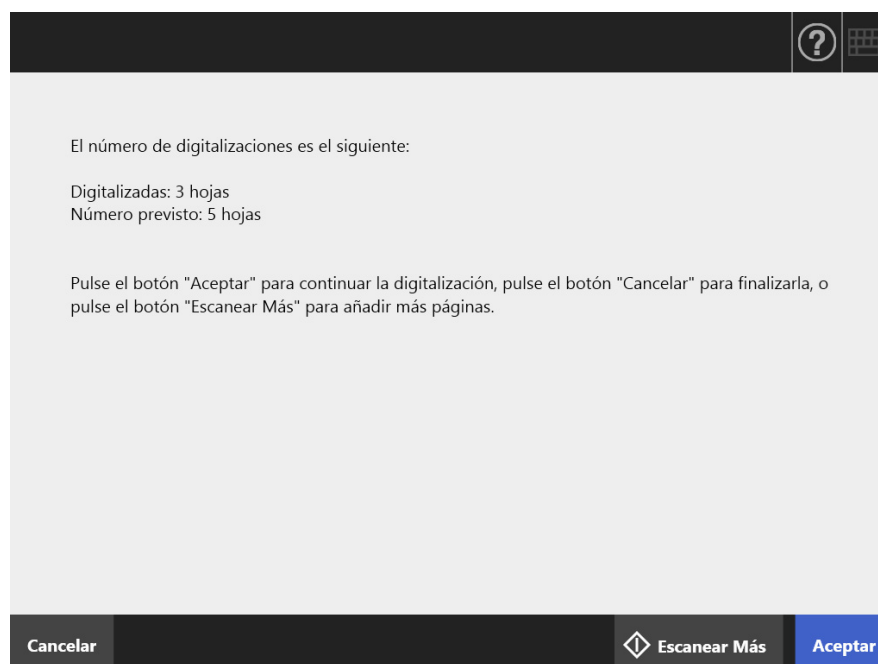 El número de digitalizaciones es el siguiente:
Digitalizadas: 3 hojas
Número previsto: 5 hojas
Pulse el botón "Aceptar" para continuar la digitalización, pulse el botón "Cancelar" para finalizarla, o
pulse el botón "Escanear Más" para añadir más páginas.
Cancelar
Escanear Más
Aceptar